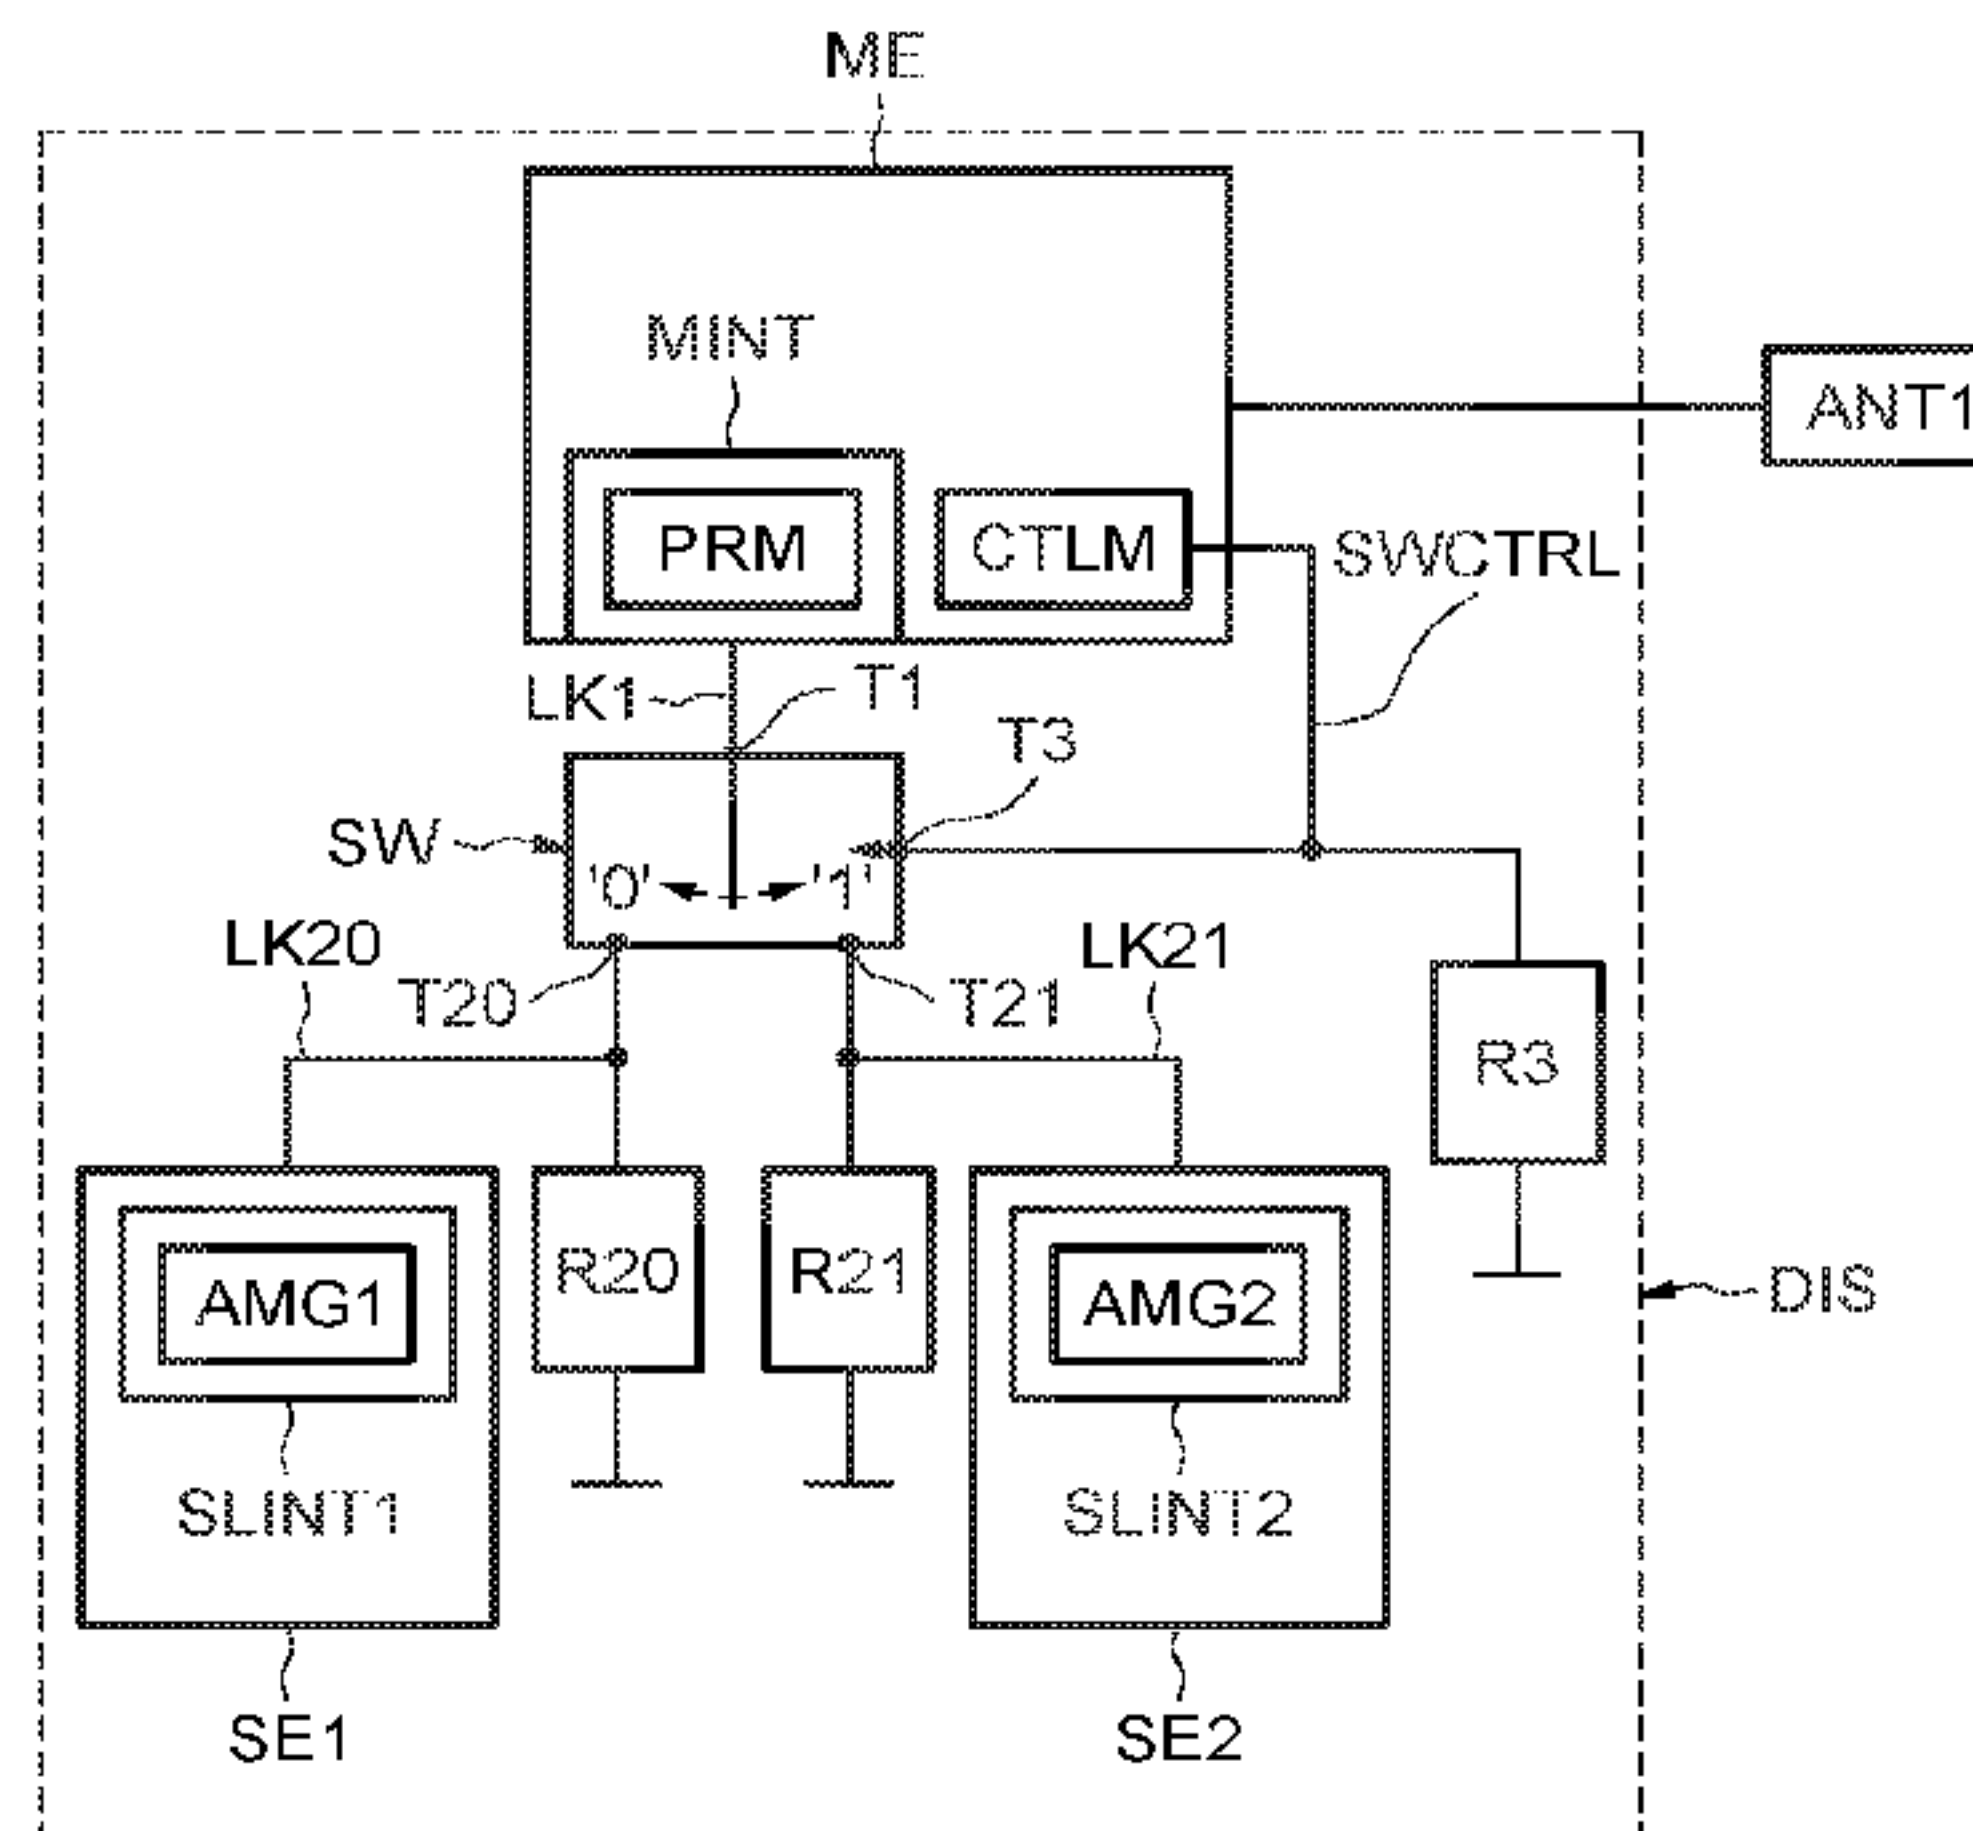 ME
MINT
ANT1
PRM
CTLM
SWCTRL
LK1
T1
T3
SW
'0'
'1'
LK20
LK21
T20
T21
R3
R20
R21
AMG1
AMG2
DIS
SLINT1
SLINT2
SE1
SE2